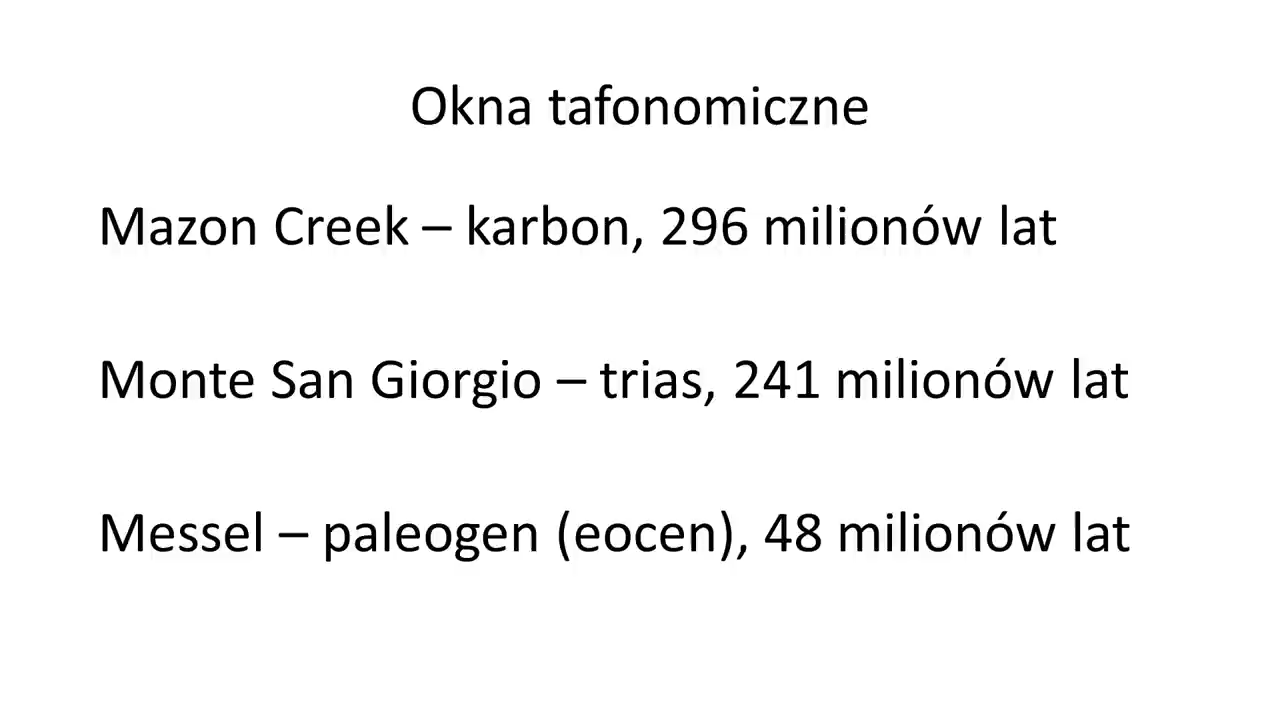 Okna tafonomiczne
Mazon Creek – karbon, 296 milionów lat
Monte San Giorgio – trias, 241 milionów lat
Messel – paleogen (eocen), 48 milionów lat